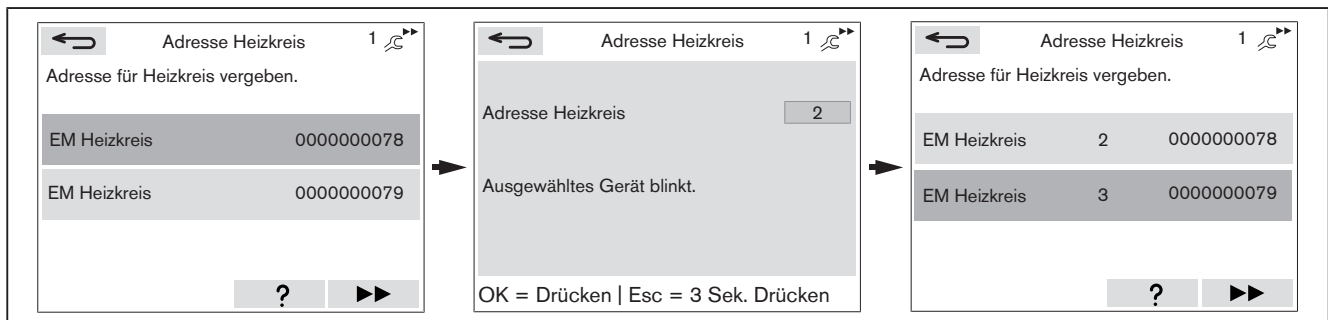 Adresse Heizkreis 1
Adresse für Heizkreis vergeben.
EM Heizkreis 0000000078
EM Heizkreis 0000000079
?
Adresse Heizkreis 1
Adresse Heizkreis 2
Ausgewähltes Gerät blinkt.
OK = Drücken | Esc = 3 Sek. Drücken
Adresse Heizkreis 1
Adresse für Heizkreis vergeben.
EM Heizkreis 2 0000000078
EM Heizkreis 3 0000000079
?